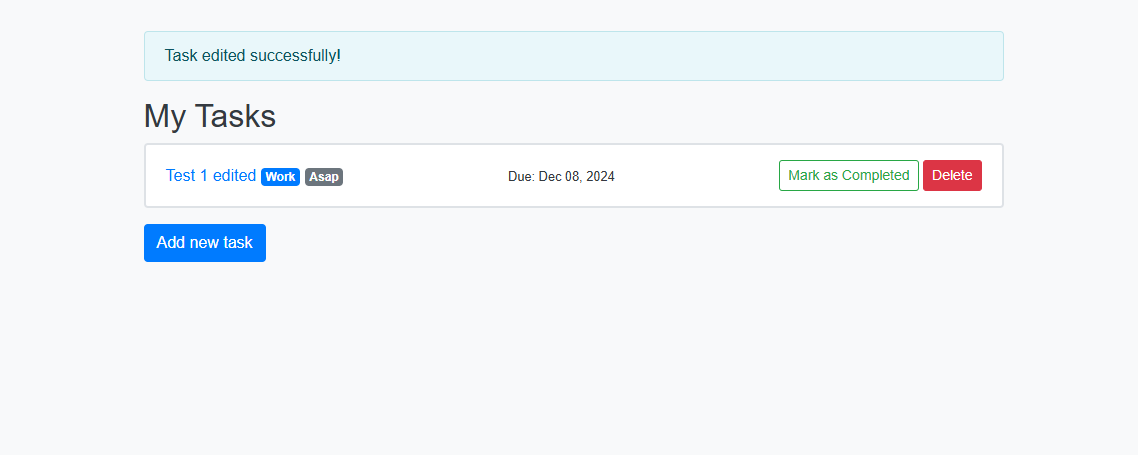 Task edited successfully!
My Tasks
Test 1 edited Work Asap Due: Dec 08, 2024 Mark as Completed Delete
Add new task